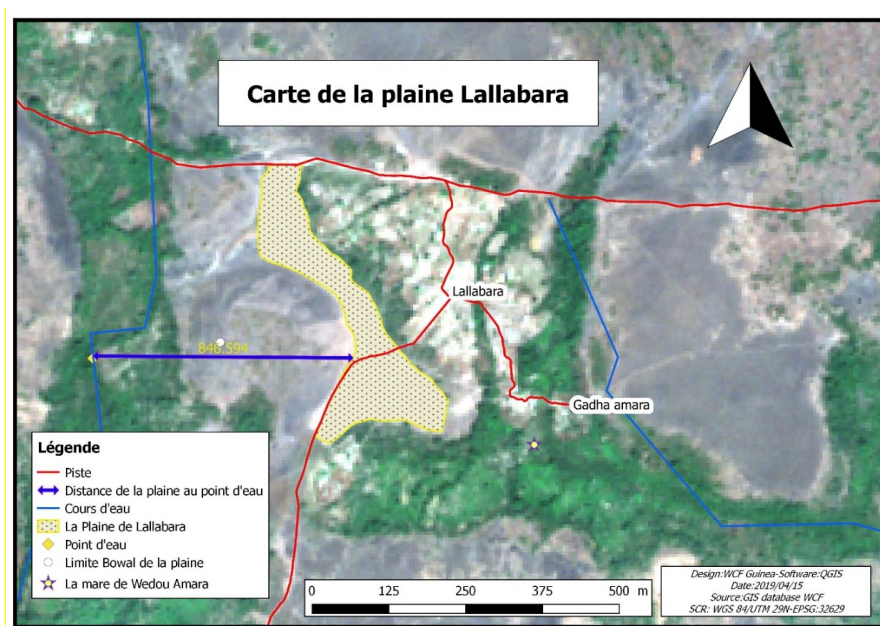 Carte de la plaine Lallabara
Lallabara
846,594
Gadha amara
Légende
Piste
Distance de la plaine au point d'eau
Cours d'eau
La Plaine de Lallabara
Point d'eau
Limite Bowal de la plaine
La mare de Wedou Amara
0 125 250 375 500 m
Design:WCF Guinea-Software:QGIS
Date:2019/04/15
Source:GIS database WCF
SCR: WGS 84/UTM 29N-EPSG:32629